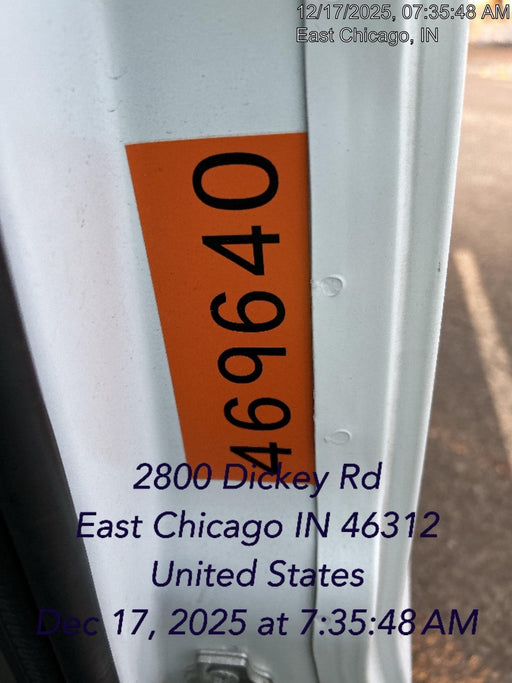 12/17/2025, 07:35:48 AM
East Chicago, IN
469640
2800 Dickey Rd
East Chicago IN 46312
United States
Dec 17, 2025 at 7:35:48 AM